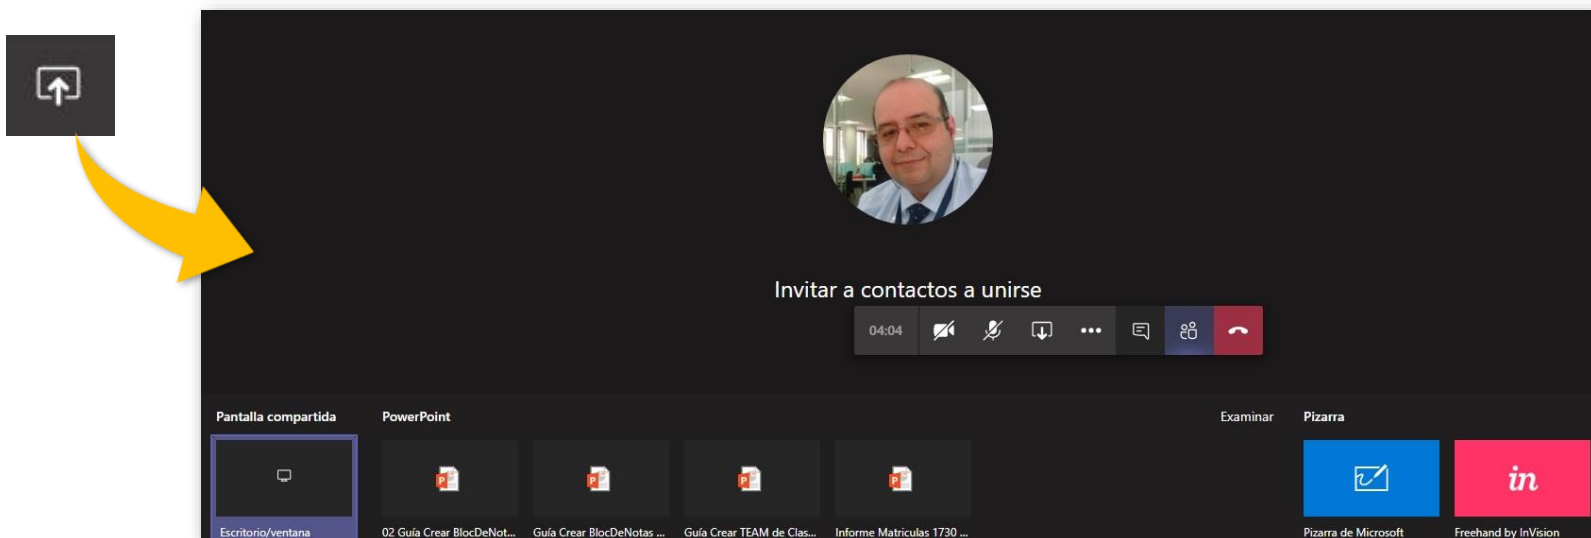 Invitar a contactos a unirse
04:04
Pantalla compartida PowerPoint Examinar Pizarra
in
Escritorio/ventana 02 Guía Crear BlocDeNot... Guía Crear BlocDeNotas ... Guía Crear TEAM de Clas... Informe Matriculas 1730 ... Pizarra de Microsoft Freehand by InVision